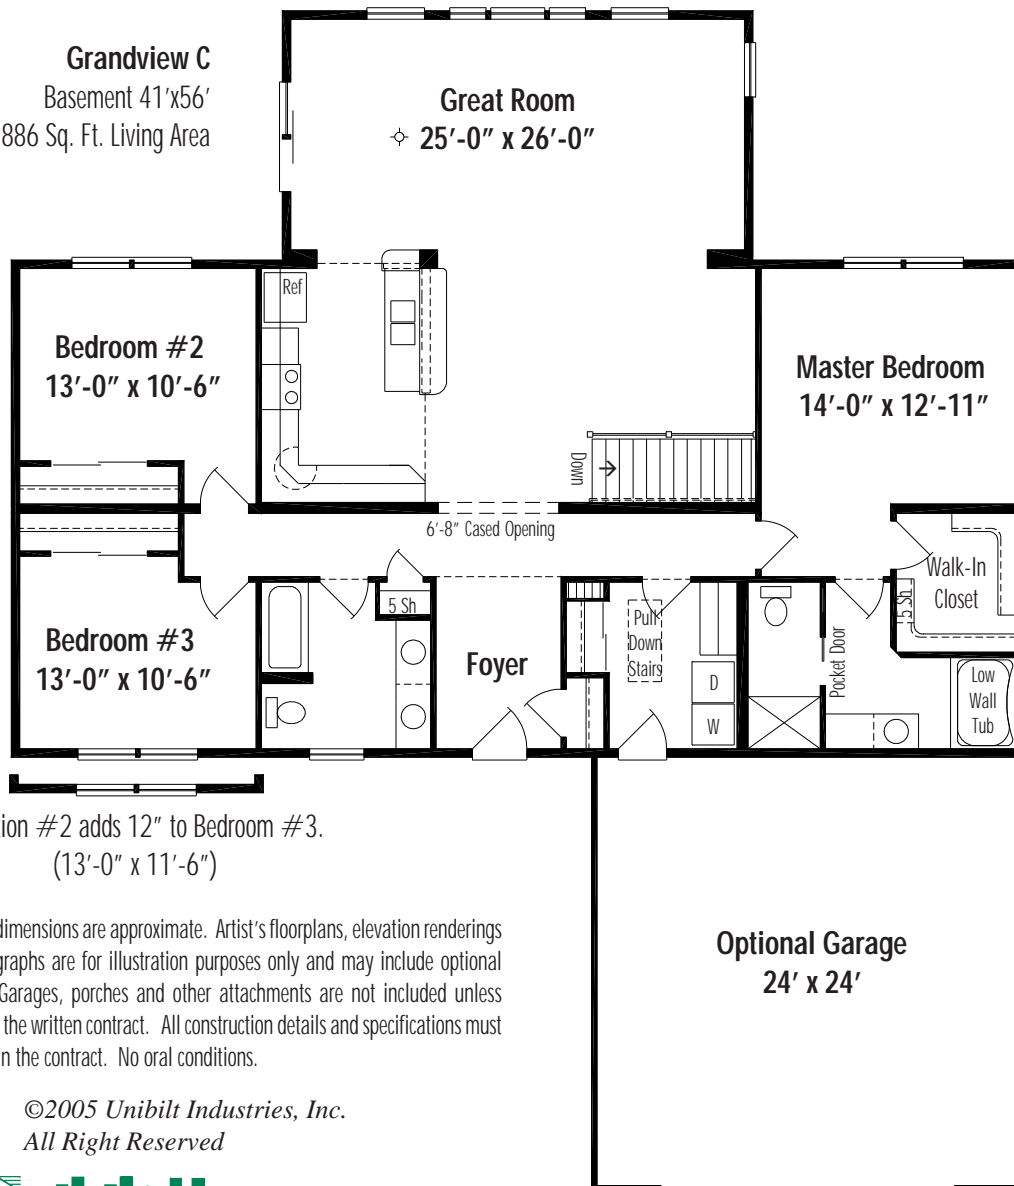 Grandview C
Basement 41'x56'
886 Sq. Ft. Living Area
Great Room
25'-0" x 26'-0"
Ref
Bedroom #2
13'-0" x 10'-6"
Master Bedroom
14'-0" x 12'-11"
Down
6'-8" Cased Opening
Walk-In
Closet
5 Sh
5 Sh
Pull
Down
Stairs
Bedroom #3
13'-0" x 10'-6"
Foyer
Pocket Door
D
W
Low
Wall
Tub
#2 adds 12" to Bedroom #3.
(13'-0" x 11'-6")
dimensions are approximate. Artist's floorplans, elevation renderings
are for illustration purposes only and may include optional
Garages, porches and other attachments are not included unless
the written contract. All construction details and specifications must
in the contract. No oral conditions.
Optional Garage
24' x 24'
©2005 Unibilt Industries, Inc.
All Right Reserved